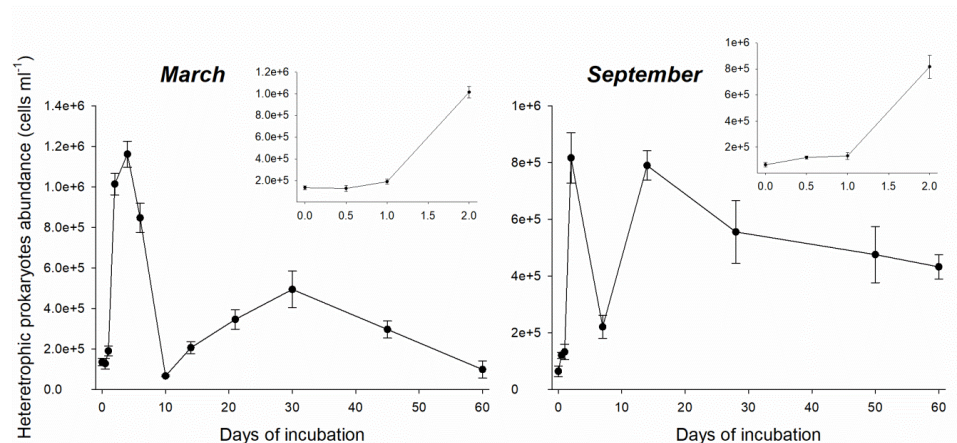 March
September
Heteretrophic prokaryotes abundance (cells ml⁻¹)
1.4e+6
1.2e+6
1.0e+6
8.0e+5
6.0e+5
4.0e+5
2.0e+5
0.0
0
10
20
30
40
50
60
Days of incubation
1.2e+6
1.0e+6
8.0e+5
6.0e+5
4.0e+5
2.0e+5
0.0
0.5
1.0
1.5
2.0
1e+6
8e+5
6e+5
4e+5
2e+5
0
0
10
20
30
40
50
60
Days of incubation
1e+6
8e+5
6e+5
4e+5
2e+5
0.0
0.5
1.0
1.5
2.0